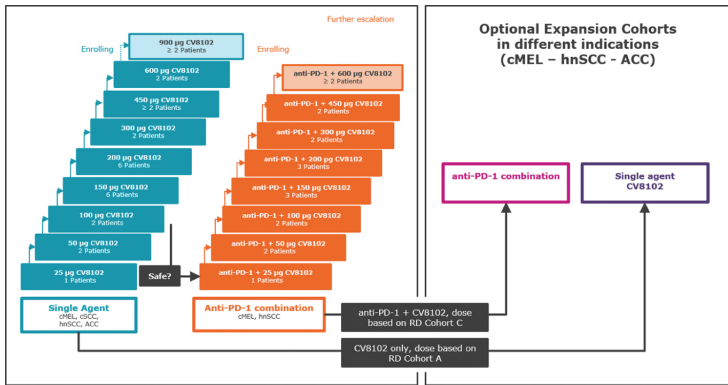 Further escalation
Enrolling
900 µg CV8102
≥ 2 Patients
600 µg CV8102
2 Patients
450 µg CV8102
≥ 2 Patients
300 µg CV8102
2 Patients
200 µg CV8102
6 Patients
150 µg CV8102
6 Patients
100 µg CV8102
2 Patients
50 µg CV8102
2 Patients
25 µg CV8102
1 Patients
Single Agent
cMEL, cSCC,
hnSCC, ACC
Safe?
Enrolling
anti-PD-1 + 600 µg CV8102
≥ 2 Patients
anti-PD-1 + 450 µg CV8102
2 Patients
anti-PD-1 + 300 µg CV8102
2 Patients
anti-PD-1 + 200 µg CV8102
3 Patients
anti-PD-1 + 150 µg CV8102
3 Patients
anti-PD-1 + 100 µg CV8102
2 Patients
anti-PD-1 + 50 µg CV8102
2 Patients
anti-PD-1 + 25 µg CV8102
1 Patients
Anti-PD-1 combination
cMEL, hnSCC
anti-PD-1 + CV8102, dose
based on RD Cohort C
CV8102 only, dose based on
RD Cohort A
Optional Expansion Cohorts
in different indications
(cMEL – hnSCC - ACC)
anti-PD-1 combination
Single agent
CV8102